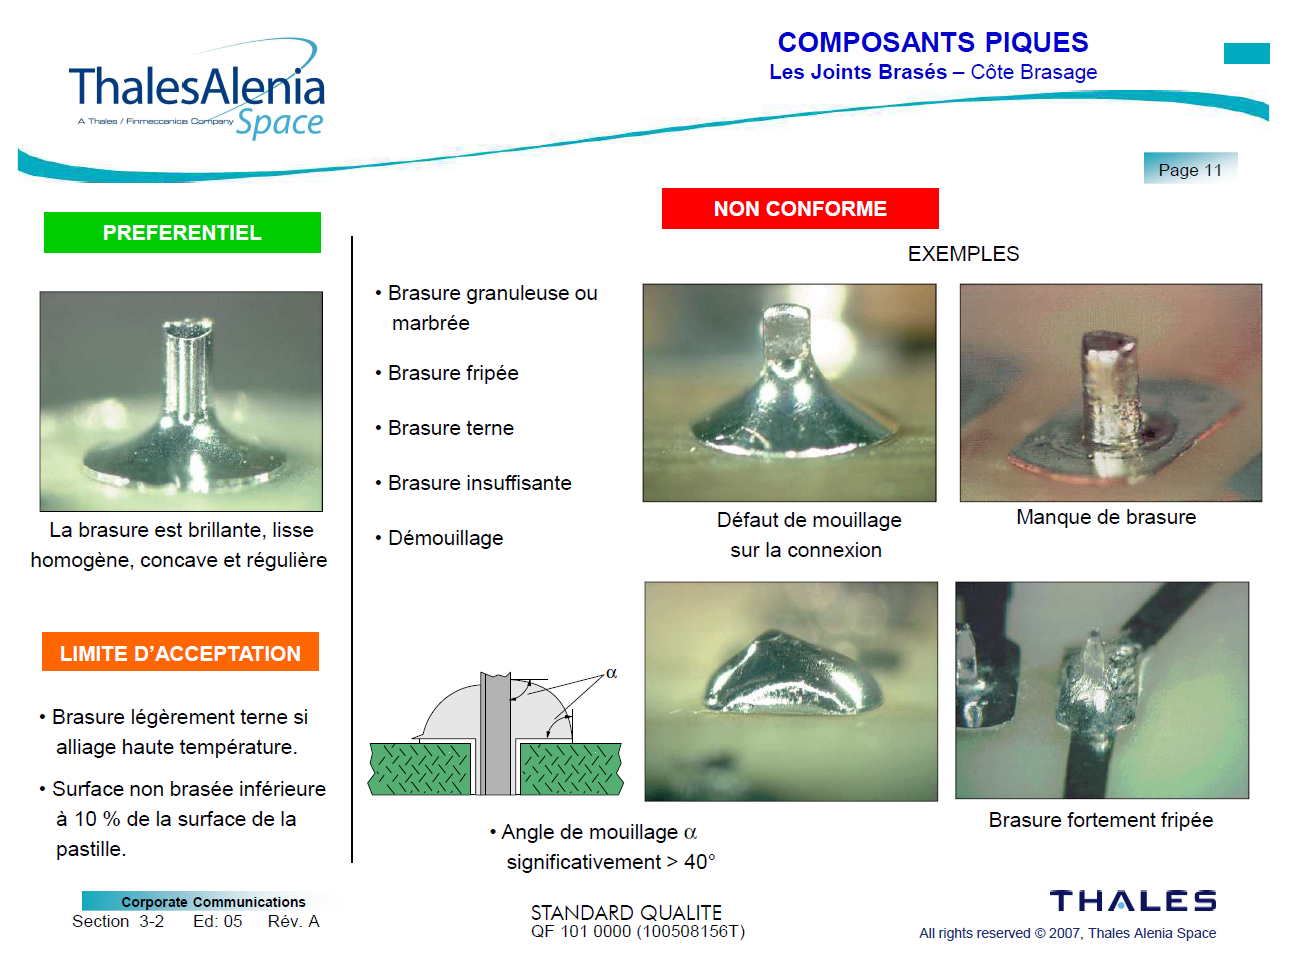 ThalesAlenia
A Thales / Finmeccanica Company
Space
COMPOSANTS PIQUES
Les Joints Brasés – Côte Brasage
Page 11
PREFERENTIEL
La brasure est brillante, lisse
homogène, concave et régulière
LIMITE D'ACCEPTATION
• Brasure légèrement terne si
alliage haute température.
• Surface non brasée inférieure
à 10 % de la surface de la
pastille.
NON CONFORME
EXEMPLES
• Brasure granuleuse ou
marbrée
• Brasure fripée
• Brasure terne
• Brasure insuffisante
• Démouillage
α
• Angle de mouillage α
significativement > 40°
Défaut de mouillage
sur la connexion
Manque de brasure
Brasure fortement fripée
Corporate Communications
Section 3-2 Ed: 05 Rév. A
STANDARD QUALITE
QF 101 0000 (100508156T)
THALES
All rights reserved © 2007, Thales Alenia Space